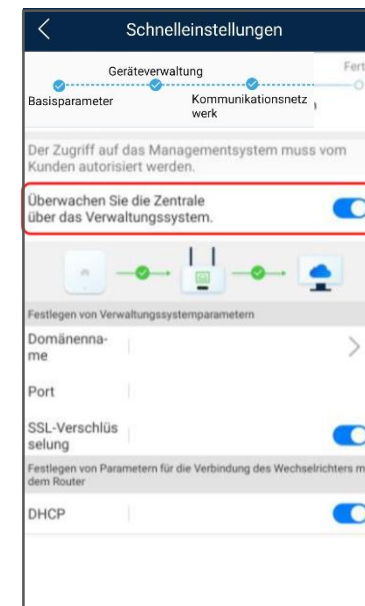 Schnelleinstellungen
Geräteverwaltung
Fert
Basisparameter
Kommunikationsnetz
werk
Der Zugriff auf das Managementsystem muss vom
Kunden autorisiert werden.
Überwachen Sie die Zentrale
über das Verwaltungssystem.
Festlegen von Verwaltungssystemparametern
Domänenna-
me
Port
SSL-Verschlüs
selung
Festlegen von Parametern für die Verbindung des Wechselrichters m
dem Router
DHCP